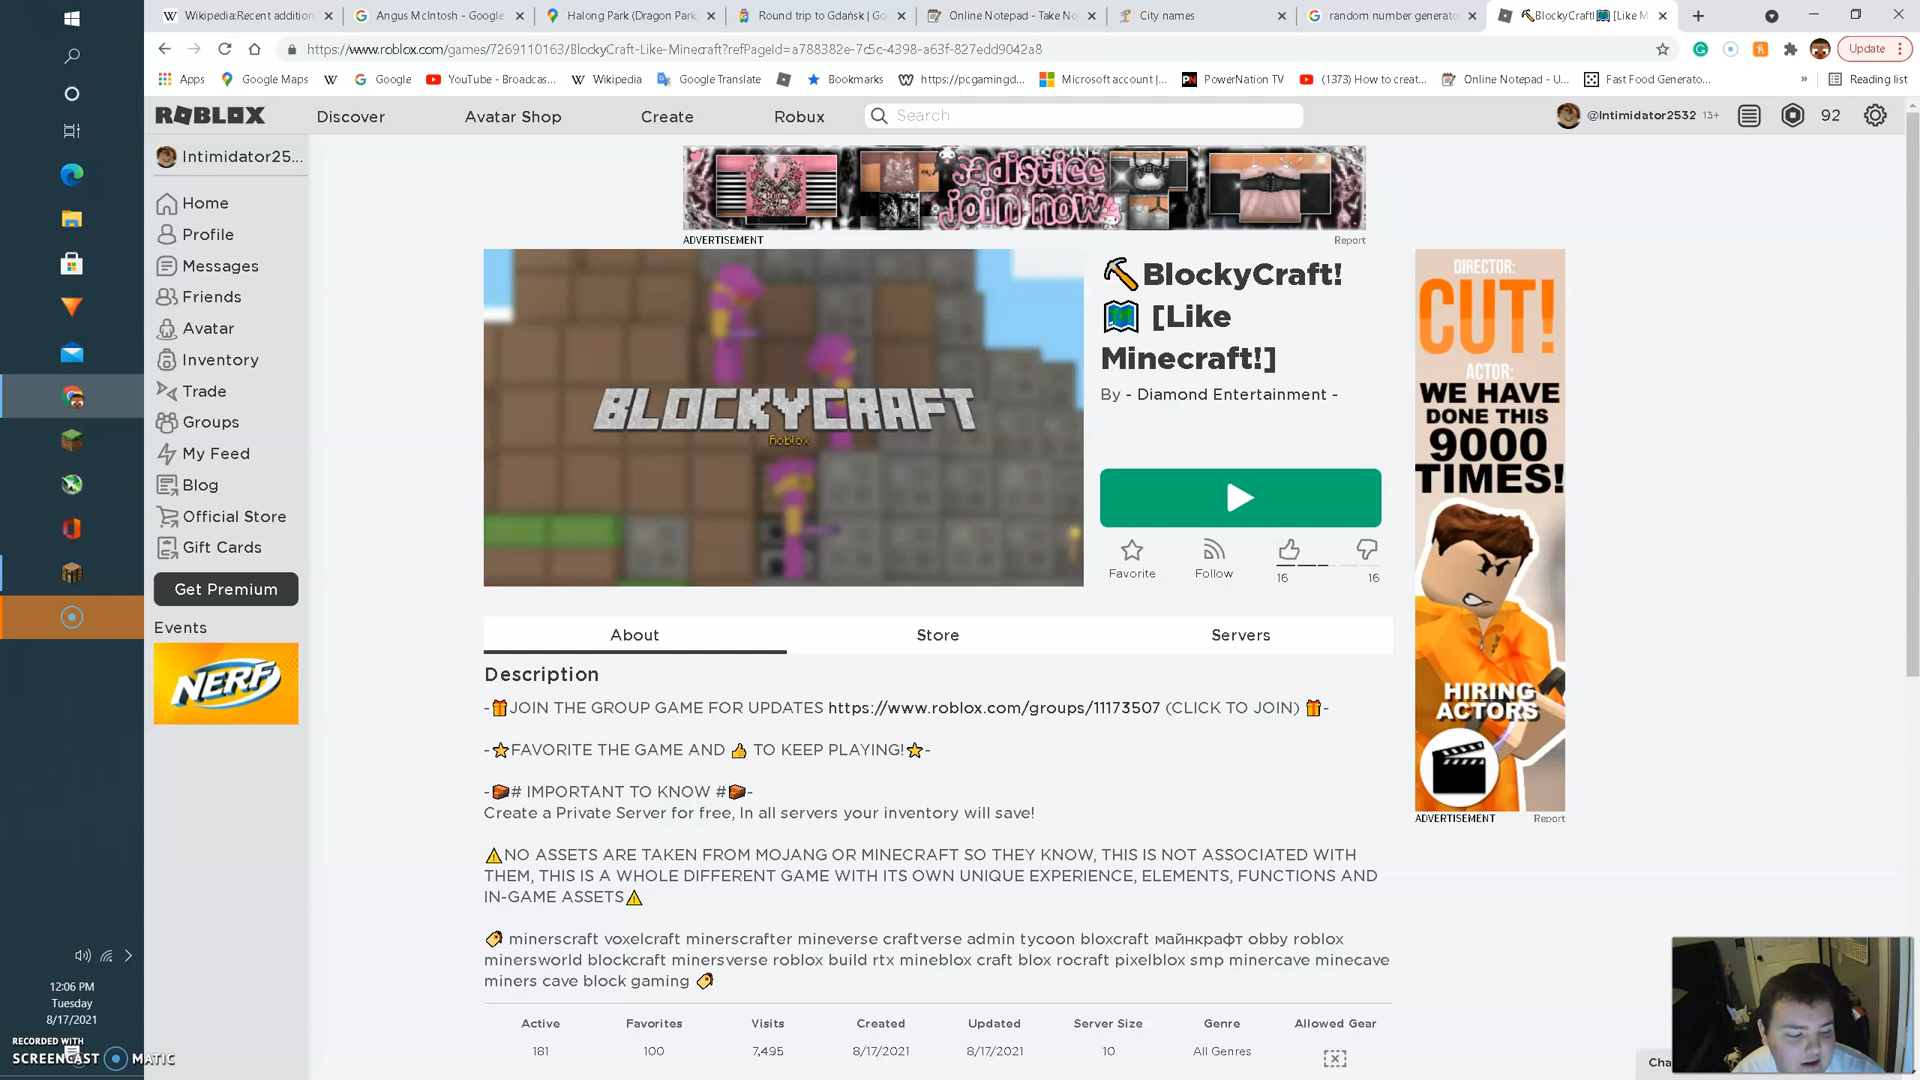 Wikipedia:Recent addition
Angus McIntosh - Google
Halong Park (Dragon Park
Round trip to Gdańsk | Go
Online Notepad - Take No
City names
random number generato
BlockyCraft! [Like M
https://www.roblox.com/games/7269110163/BlockyCraft-Like-Minecraft?refPageId=a788382e-7d5c-4398-a63f-827edd9042a8
Update
Apps
Google Maps
Google
YouTube - Broadcas...
Wikipedia
Google Translate
Bookmarks
https://pcgamingd...
Microsoft account |...
PowerNation TV
(1373) How to creat...
Online Notepad - U...
Fast Food Generato...
»
Reading list
ROBLOX
Discover
Avatar Shop
Create
Robux
Search
@Intimidator2532 13+
92
Intimidator25...
Home
Profile
Messages
Friends
Avatar
Inventory
Trade
Groups
My Feed
Blog
Official Store
Gift Cards
Get Premium
Events
NERF
sadisticc
join now
ADVERTISEMENT
Report
BLOCKYCRAFT
Roblox
BlockyCraft!
[Like
Minecraft!]
By - Diamond Entertainment -
Favorite
Follow
16
16
DIRECTOR:
CUT!
ACTOR:
WE HAVE
DONE THIS
9000
TIMES!
HIRING
ACTORS
ADVERTISEMENT
Report
About
Store
Servers
Description
-🎁JOIN THE GROUP GAME FOR UPDATES https://www.roblox.com/groups/11173507 (CLICK TO JOIN) 🎁-
-⭐FAVORITE THE GAME AND 👍 TO KEEP PLAYING!⭐-
-🧱# IMPORTANT TO KNOW #🧱-
Create a Private Server for free, In all servers your inventory will save!
⚠NO ASSETS ARE TAKEN FROM MOJANG OR MINECRAFT SO THEY KNOW, THIS IS NOT ASSOCIATED WITH
THEM, THIS IS A WHOLE DIFFERENT GAME WITH ITS OWN UNIQUE EXPERIENCE, ELEMENTS, FUNCTIONS AND
IN-GAME ASSETS⚠
🏷 minerscraft voxelcraft minerscrafter mineverse craftverse admin tycoon bloxcraft майнкрафт obby roblox
minersworld blockcraft minersverse roblox build rtx mineblox craft blox rocraft pixelblox smp minercave minecave
miners cave block gaming 🏷
Active
Favorites
Visits
Created
Updated
Server Size
Genre
Allowed Gear
181
100
7,495
8/17/2021
8/17/2021
10
All Genres
Cha
12:06 PM
Tuesday
8/17/2021
RECORDED WITH
SCREENCAST MATIC